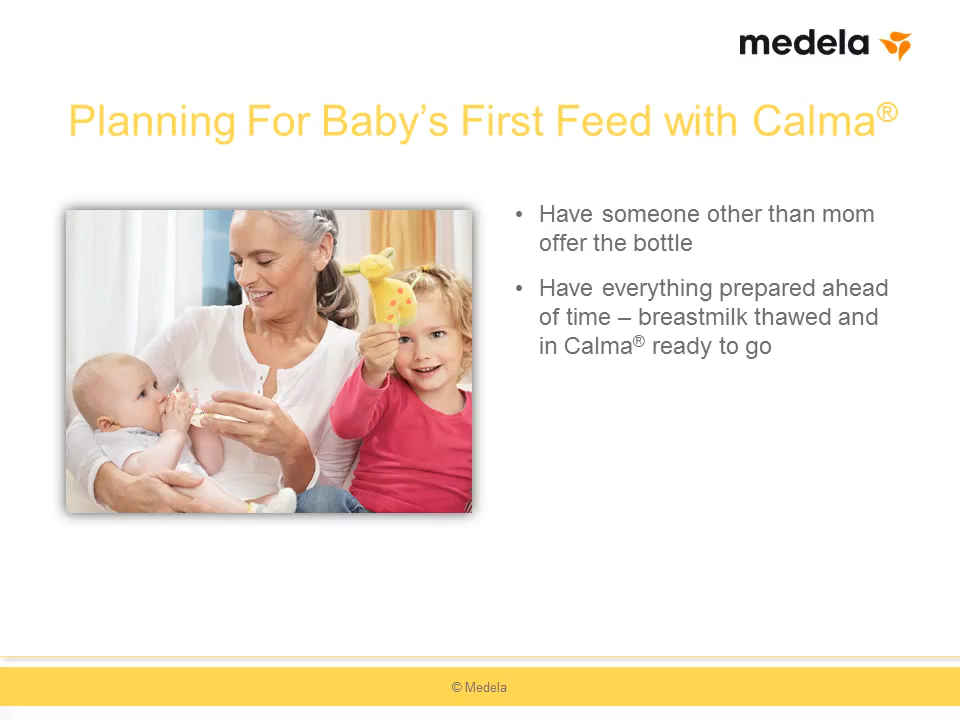 medela
Planning For Baby’s First Feed with Calma®
• Have someone other than mom
offer the bottle
• Have everything prepared ahead
of time – breastmilk thawed and
in Calma® ready to go
© Medela